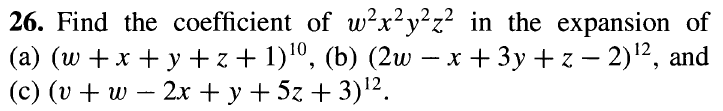 26. Find the coefficient of w²x²y²z² in the expansion of
(a) (w + x + y + z + 1)¹⁰, (b) (2w − x + 3y + z − 2)¹², and
(c) (v + w − 2x + y + 5z + 3)¹².